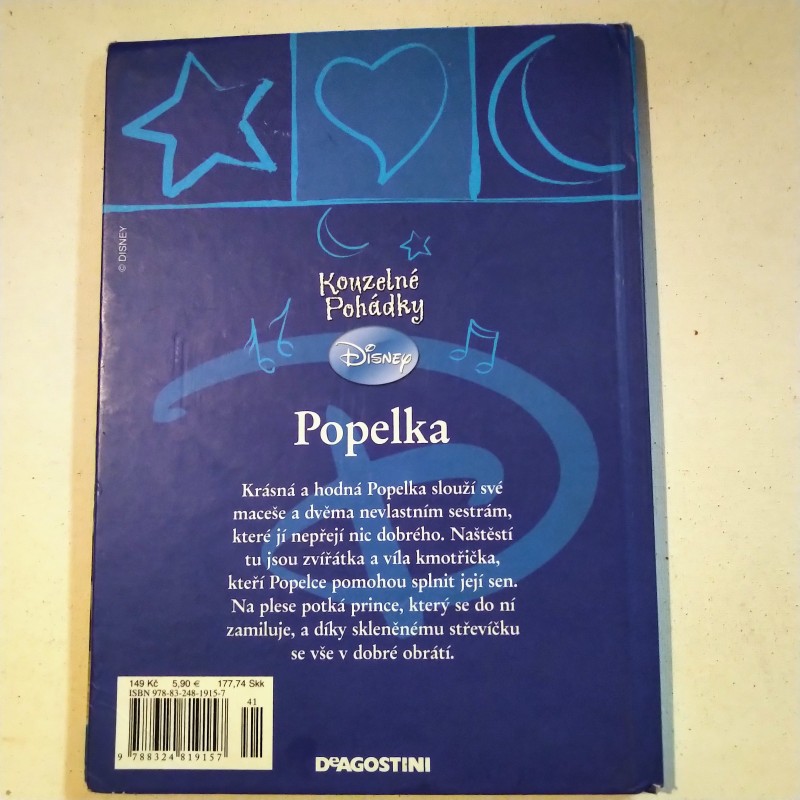 © DISNEY
Kouzelné
Pohádky
Disney
Popelka
Krásná a hodná Popelka slouží své
maceše a dvěma nevlastním sestrám,
které jí nepřejí nic dobrého. Naštěstí
tu jsou zvířátka a víla kmotřička,
kteří Popelce pomohou splnit její sen.
Na plese potká prince, který se do ní
zamiluje, a díky skleněnému střevíčku
se vše v dobré obrátí.
149 Kč 5,90 € 177,74 Skk
ISBN 978-83-248-1915-7
41
9 788324 819157
DeAGOSTINI